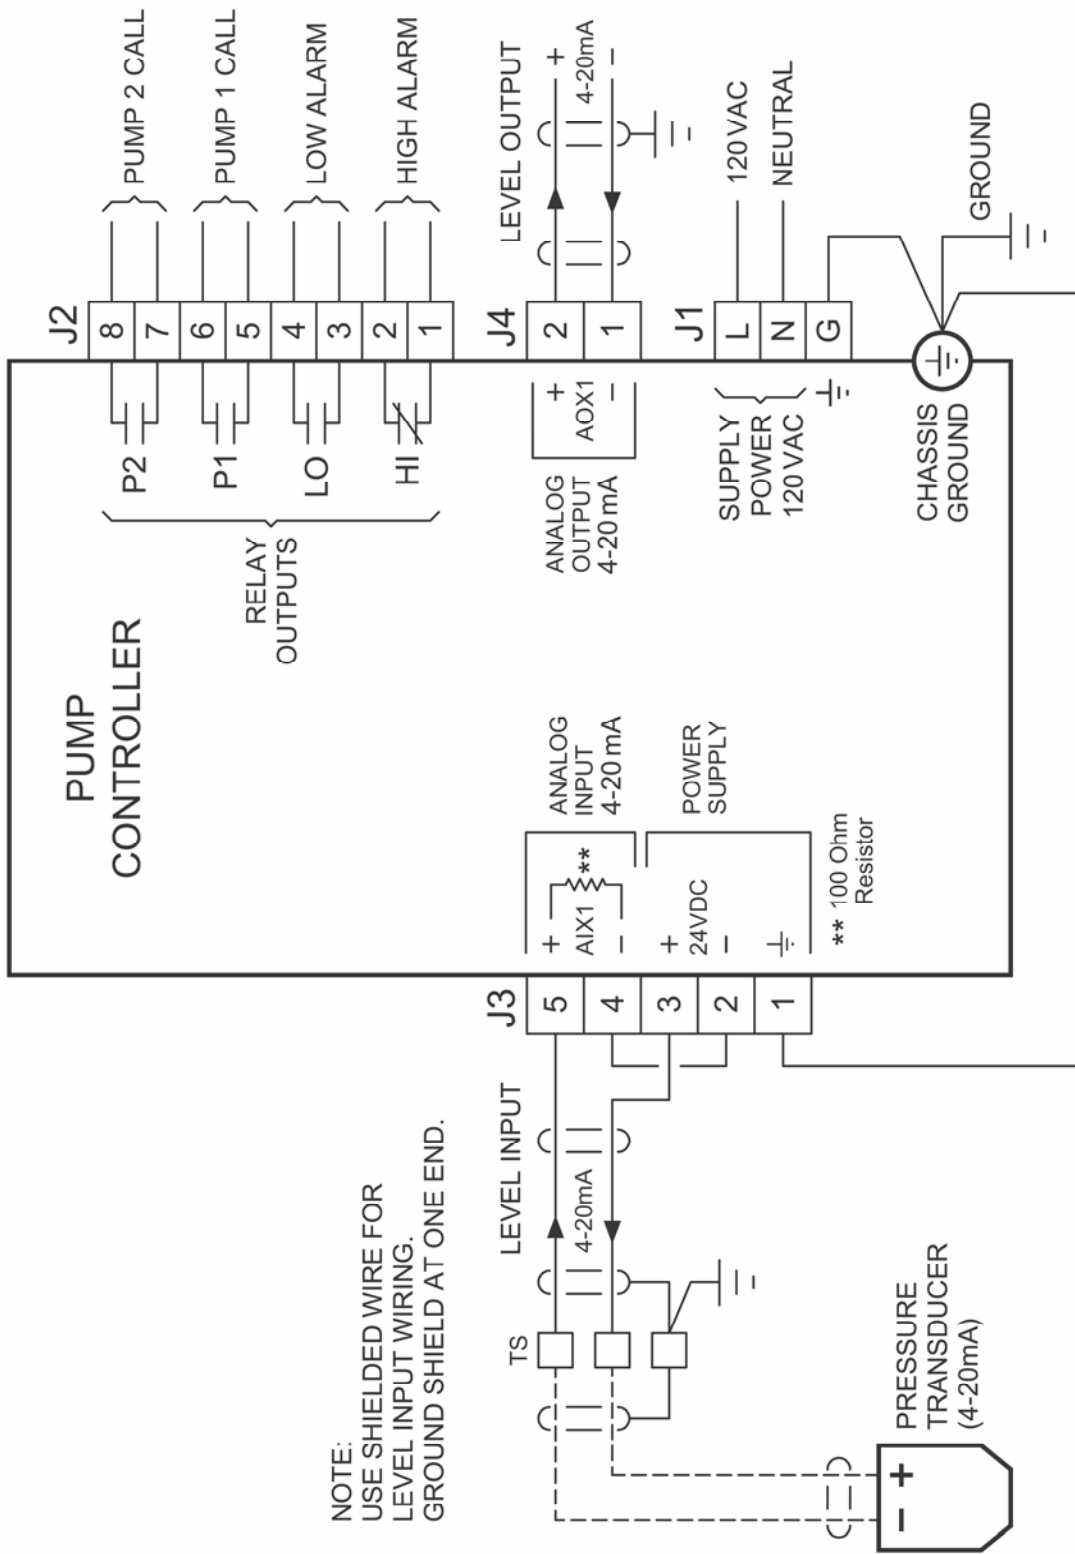 PUMP
CONTROLLER
NOTE:
USE SHIELDED WIRE FOR
LEVEL INPUT WIRING.
GROUND SHIELD AT ONE END.
J2
8
7
6
5
4
3
2
1
P2
P1
LO
HI
RELAY
OUTPUTS
PUMP 2 CALL
PUMP 1 CALL
LOW ALARM
HIGH ALARM
J3
5
4
3
2
1
LEVEL INPUT
4-20mA
TS
+
AIX1
-
**
ANALOG
INPUT
4-20 mA
+
24VDC
-
POWER
SUPPLY
** 100 Ohm
Resistor
J4
2
1
+
AOX1
-
ANALOG
OUTPUT
4-20 mA
LEVEL OUTPUT
+
4-20mA
-
J1
L
N
G
SUPPLY
POWER
120 VAC
120 VAC
NEUTRAL
CHASSIS
GROUND
GROUND
-
+
PRESSURE
TRANSDUCER
(4-20mA)